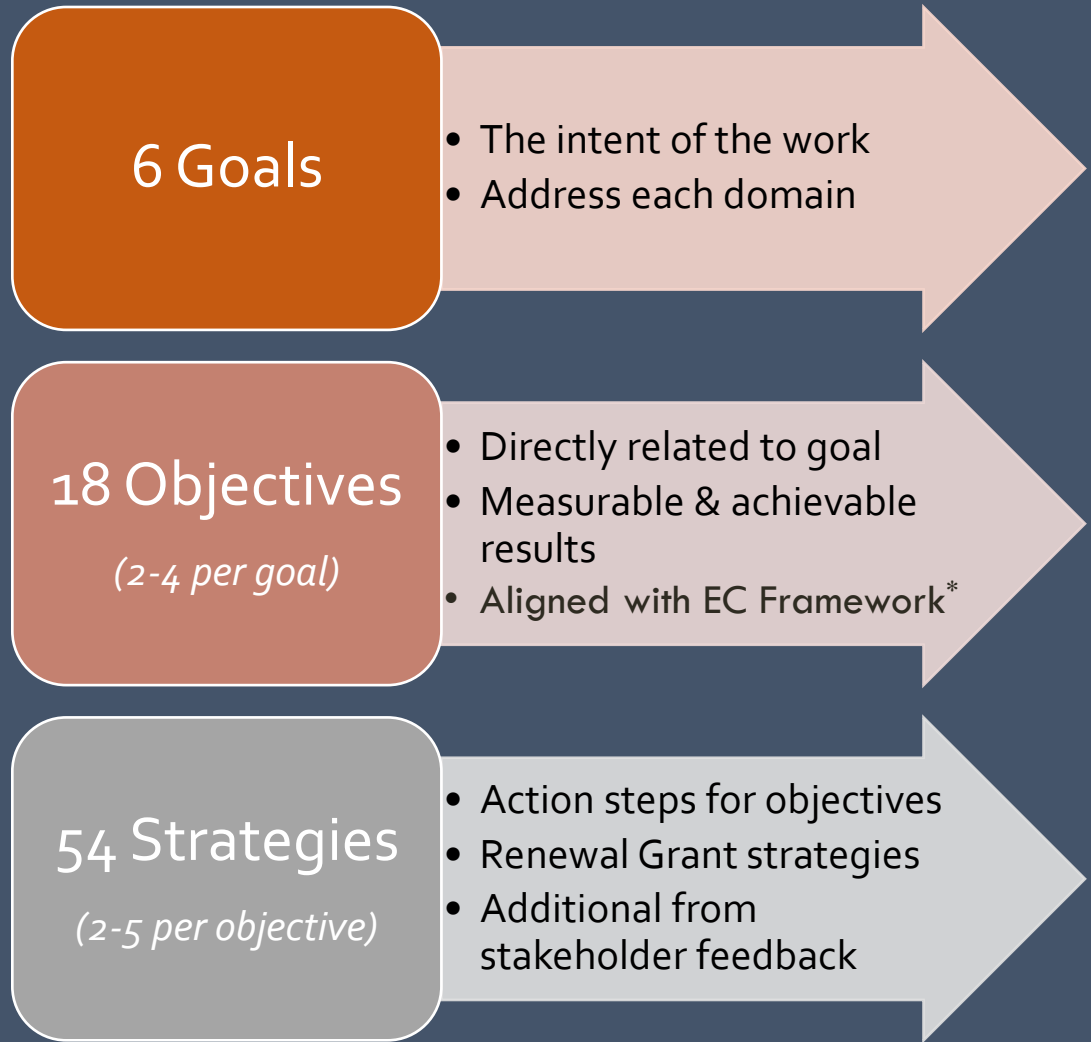 6 Goals
• The intent of the work
• Address each domain
18 Objectives
(2-4 per goal)
• Directly related to goal
• Measurable & achievable
results
• Aligned with EC Framework*
54 Strategies
(2-5 per objective)
• Action steps for objectives
• Renewal Grant strategies
• Additional from
stakeholder feedback